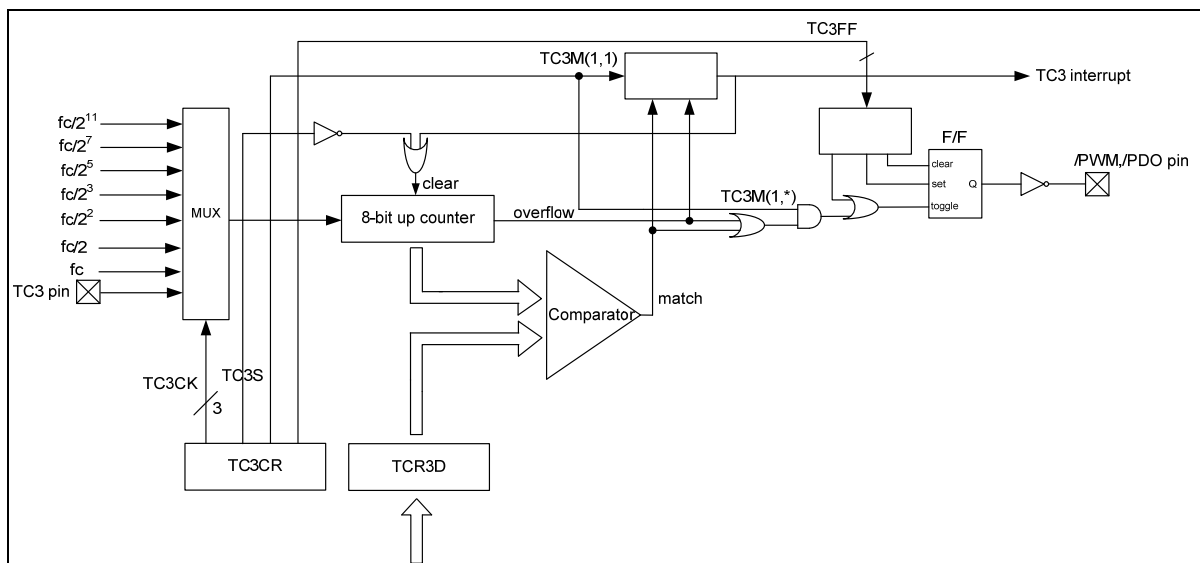 TC3FF
TC3M(1,1)
TC3 interrupt
fc/2¹¹
fc/2⁷
fc/2⁵
fc/2³
fc/2²
fc/2
fc
TC3 pin
MUX
clear
8-bit up counter
overflow
TC3M(1,*)
F/F
clear
set
Q
toggle
/PWM,/PDO pin
Comparator
match
TC3CK
TC3S
3
TC3CR
TCR3D